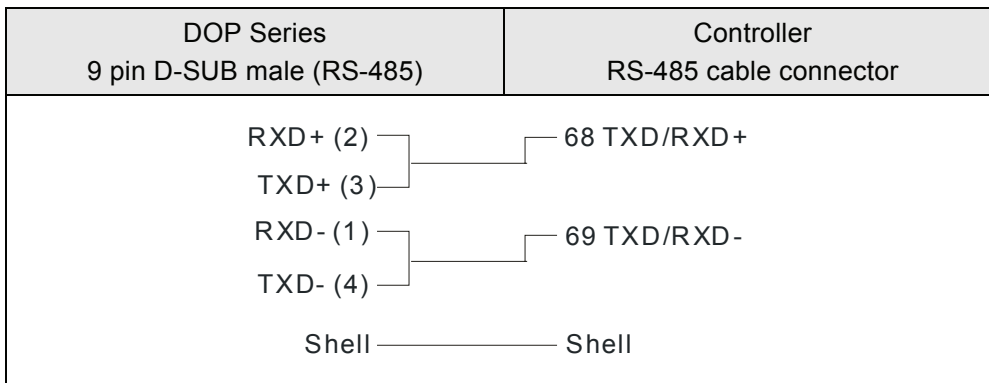 DOP Series
9 pin D-SUB male (RS-485)
Controller
RS-485 cable connector
RXD+ (2)
68 TXD/RXD+
TXD+ (3)
RXD- (1)
69 TXD/RXD-
TXD- (4)
Shell
Shell